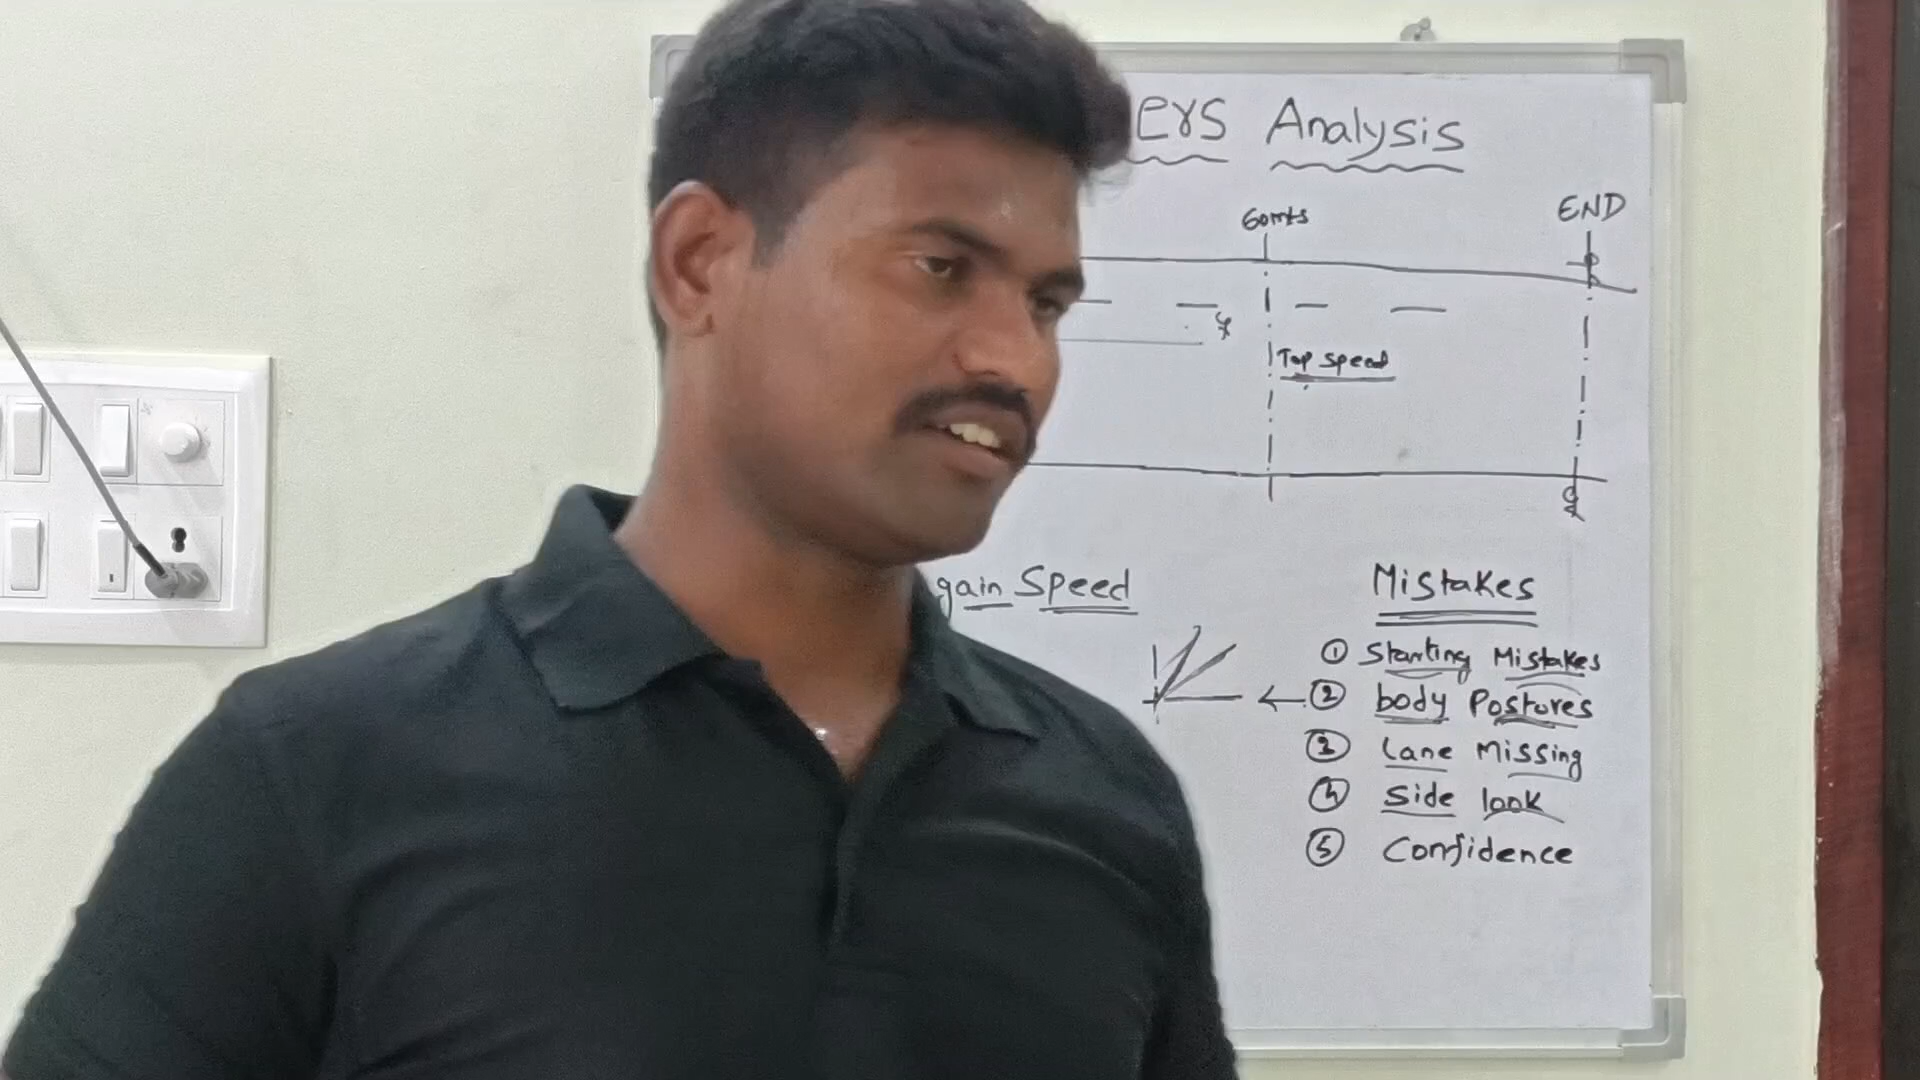 ers Analysis
60mts
END
Top speed
gain Speed
Mistakes
① Starting Mistakes
② body Postures
③ Lane Missing
④ Side look
⑤ Confidence